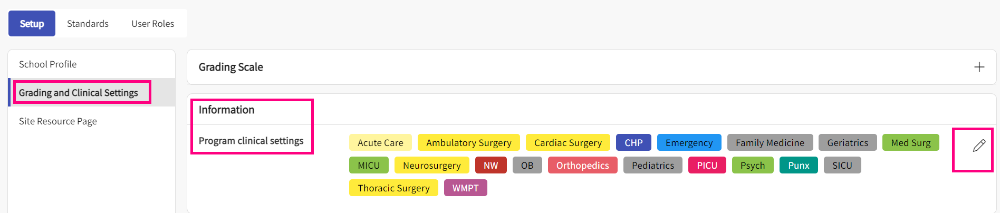 Setup Standards User Roles
School Profile
Grading and Clinical Settings
Site Resource Page
Grading Scale
Information
Program clinical settings
Acute Care Ambulatory Surgery Cardiac Surgery CHP Emergency Family Medicine Geriatrics Med Surg
MICU Neurosurgery NW OB Orthopedics Pediatrics PICU Psych Punx SICU
Thoracic Surgery WMPT